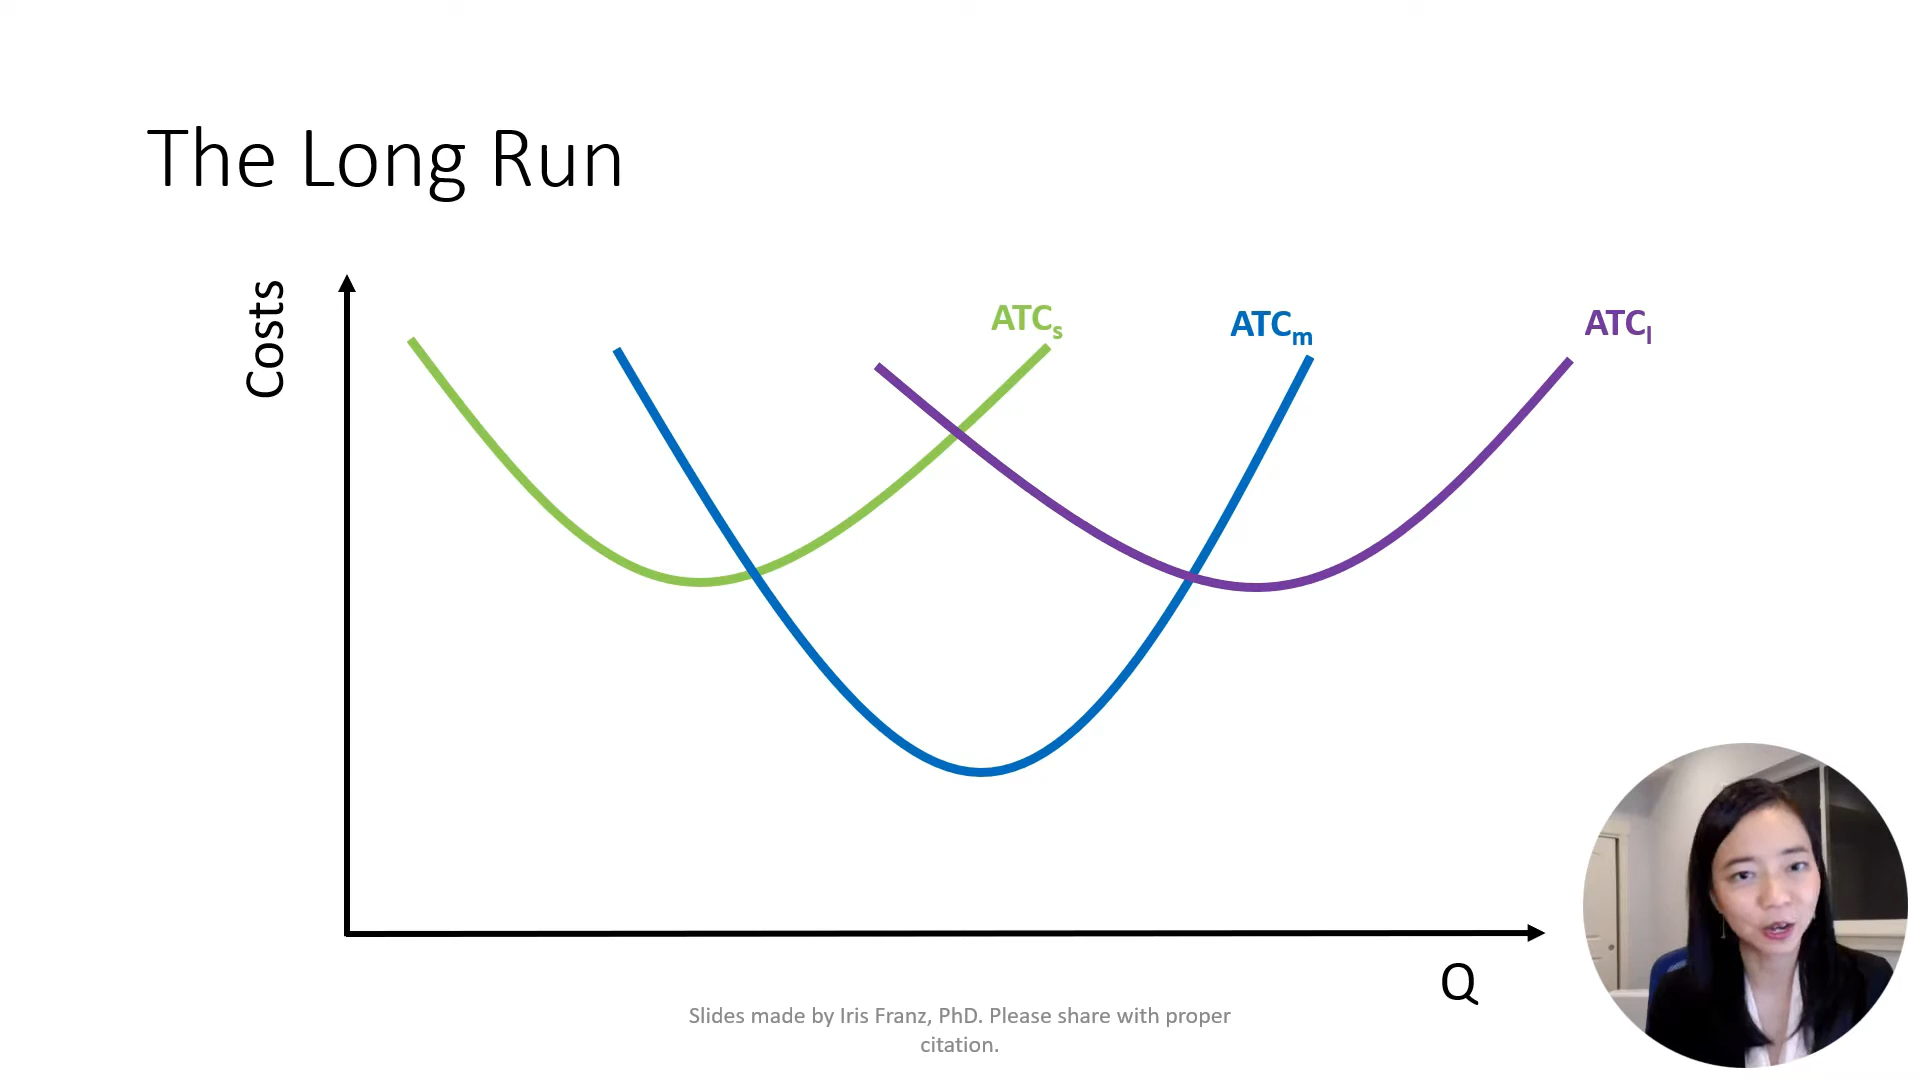 The Long Run
Costs
ATCs
ATCm
ATCl
Q
Slides made by Iris Franz, PhD. Please share with proper
citation.